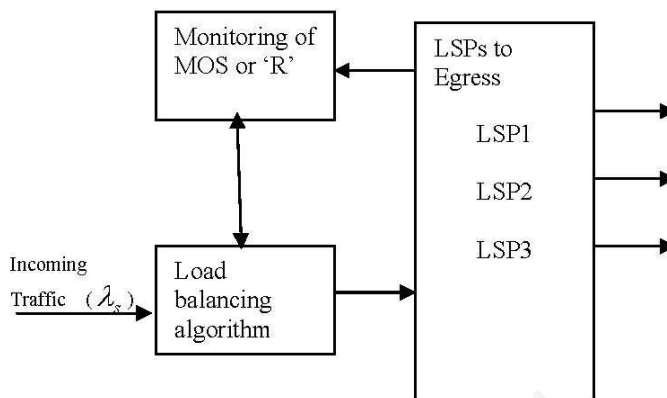 Monitoring of
MOS or ‘R’
LSPs to
Egress
LSP1
LSP2
LSP3
Incoming
Traffic (λₛ)
Load
balancing
algorithm